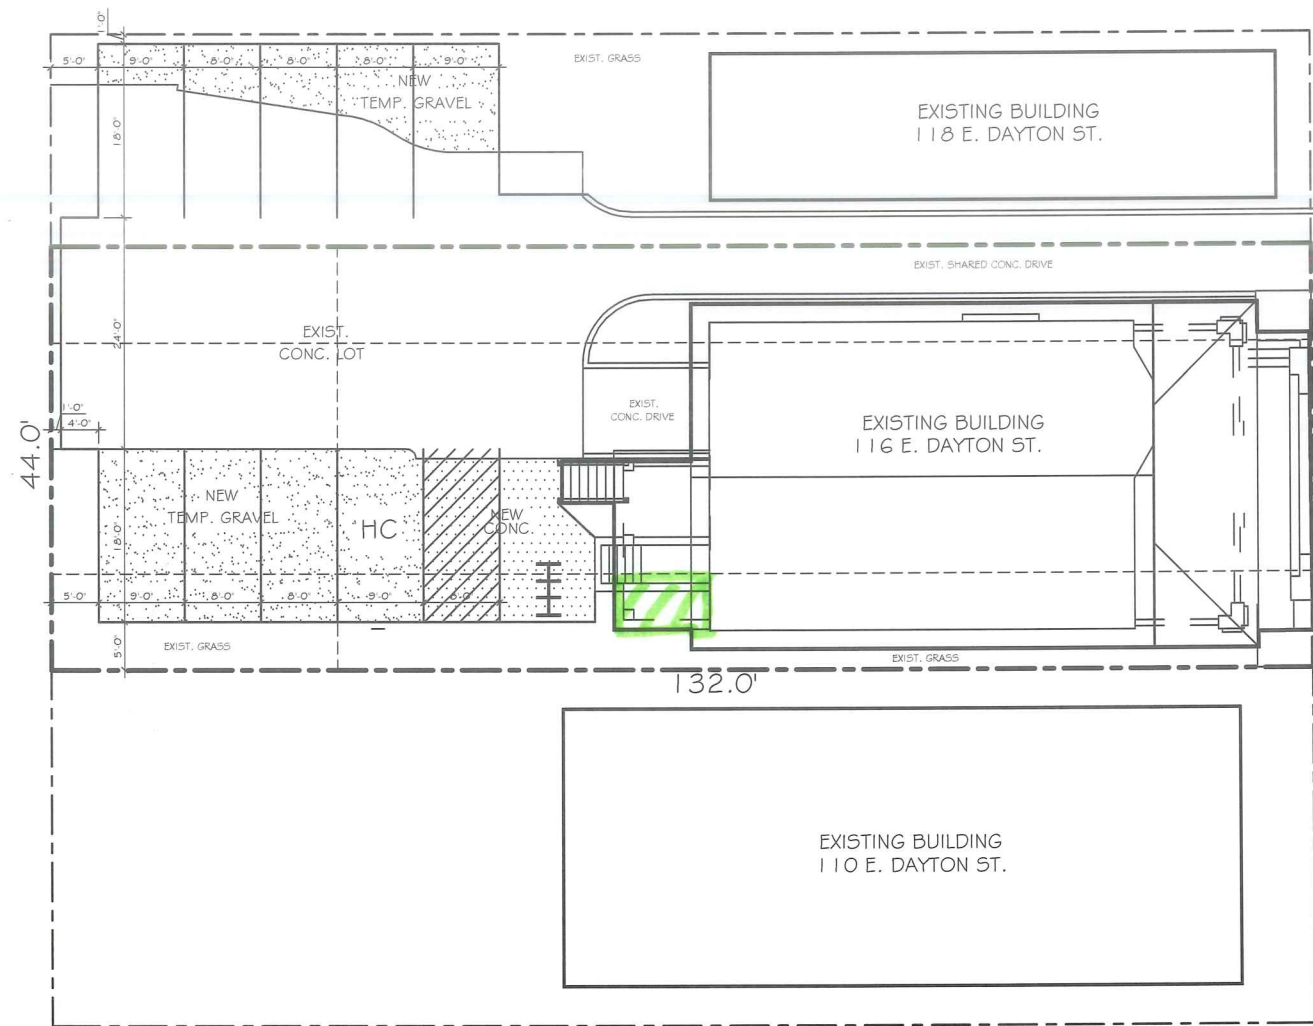 1'-0"
5'-0" 9'-0" 8'-0" 8'-0" 8'-0" 9'-0"
EXIST. GRASS
NEW
TEMP. GRAVEL
18'-0"
EXISTING BUILDING
118 E. DAYTON ST.
EXIST. SHARED CONC. DRIVE
EXIST.
CONC. LOT
24'-0"
1'-0"
4'-0"
44.0'
EXIST.
CONC. DRIVE
EXISTING BUILDING
116 E. DAYTON ST.
NEW
TEMP. GRAVEL
HC
NEW
CONC.
18'-0"
5'-0" 9'-0" 8'-0" 8'-0" 9'-0" 8'-0"
5'-0"
EXIST. GRASS
EXIST. GRASS
132.0'
EXISTING BUILDING
110 E. DAYTON ST.